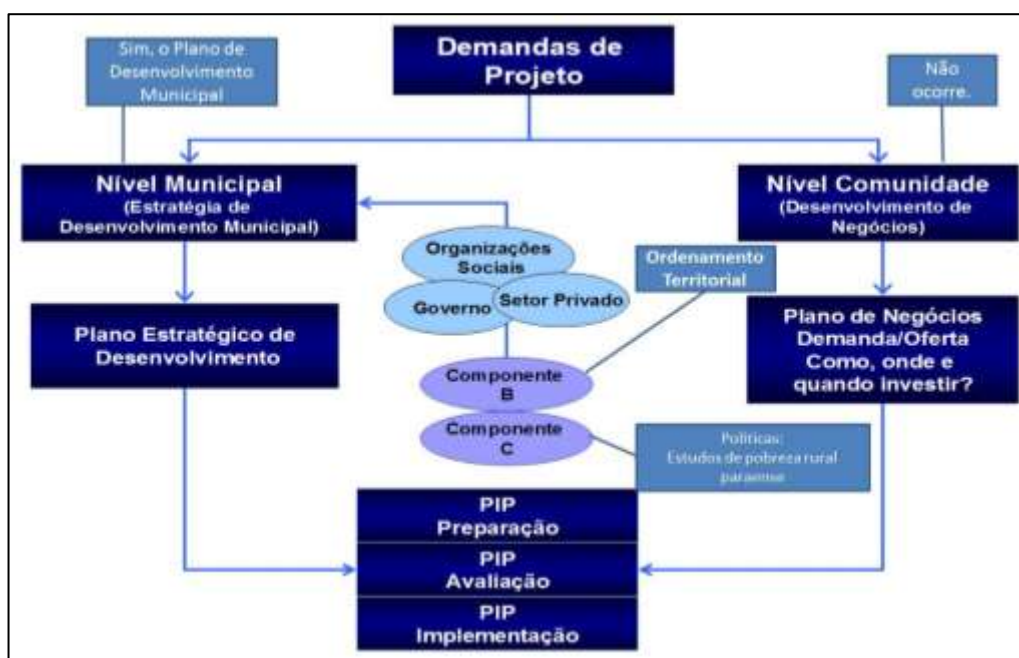 Sim, o Plano de
Desenvolvimento
Municipal
Demandas de
Projeto
Não
ocorre.
Nível Municipal
(Estratégia de
Desenvolvimento Municipal)
Nível Comunidade
(Desenvolvimento de
Negócios)
Organizações
Sociais
Governo
Setor Privado
Ordenamento
Territorial
Plano Estratégico de
Desenvolvimento
Plano de Negócios
Demanda/Oferta
Como, onde e
quando investir?
Componente
B
Componente
C
Políticas:
Estudos de pobreza rural
paraense
PIP
Preparação
PIP
Avaliação
PIP
Implementação